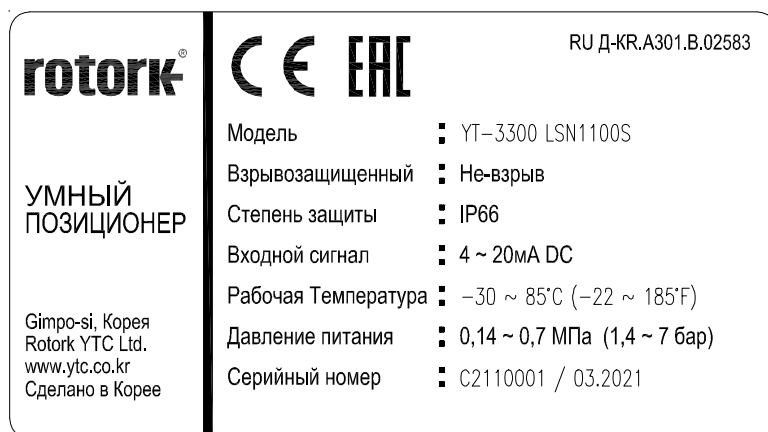 rotork®
УМНЫЙ
ПОЗИЦИОНЕР
Gimpo-si, Корея
Rotork YTC Ltd.
www.ytc.co.kr
Сделано в Корее
CE EAC
RU Д-KR.A301.B.02583
Модель : YT-3300 LSN1100S
Взрывозащищенный : Не-взрыв
Степень защиты : IP66
Входной сигнал : 4 ~ 20мА DC
Рабочая Температура : -30 ~ 85°C (-22 ~ 185°F)
Давление питания : 0,14 ~ 0,7 МПа (1,4 ~ 7 бар)
Серийный номер : C2110001 / 03.2021